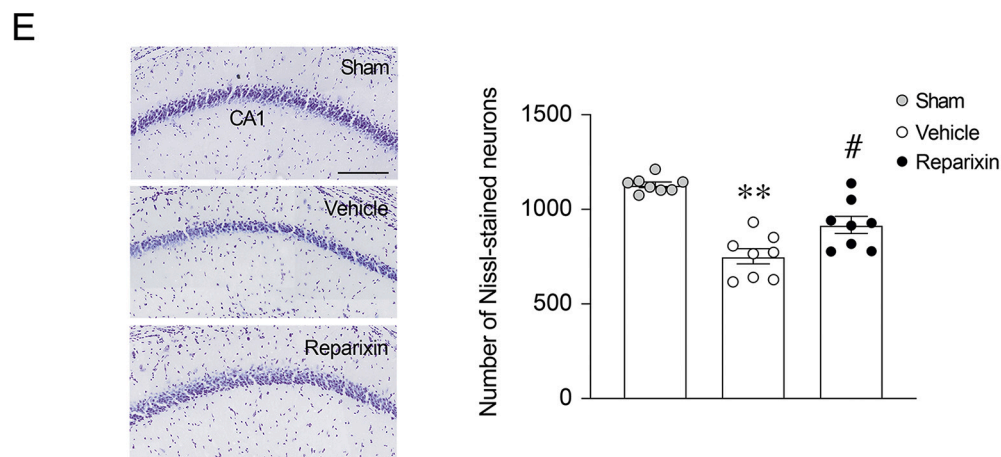 E
Sham
CA1
Vehicle
Reparixin
Number of Nissl-stained neurons
1500
1000
500
0
**
#
Sham
Vehicle
Reparixin